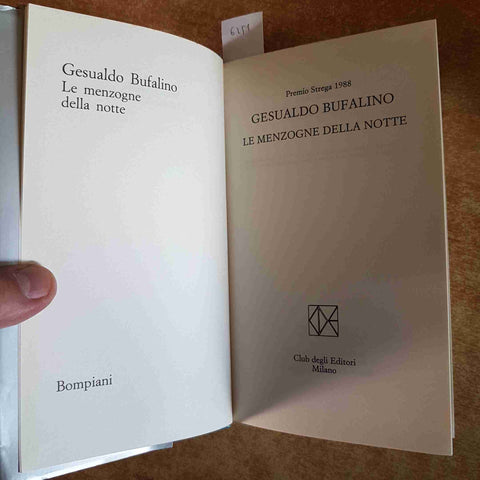 Gesualdo Bufalino
Le menzogne
della notte
Bompiani
Premio Strega 1988
GESUALDO BUFALINO
LE MENZOGNE DELLA NOTTE
Club degli Editori
Milano